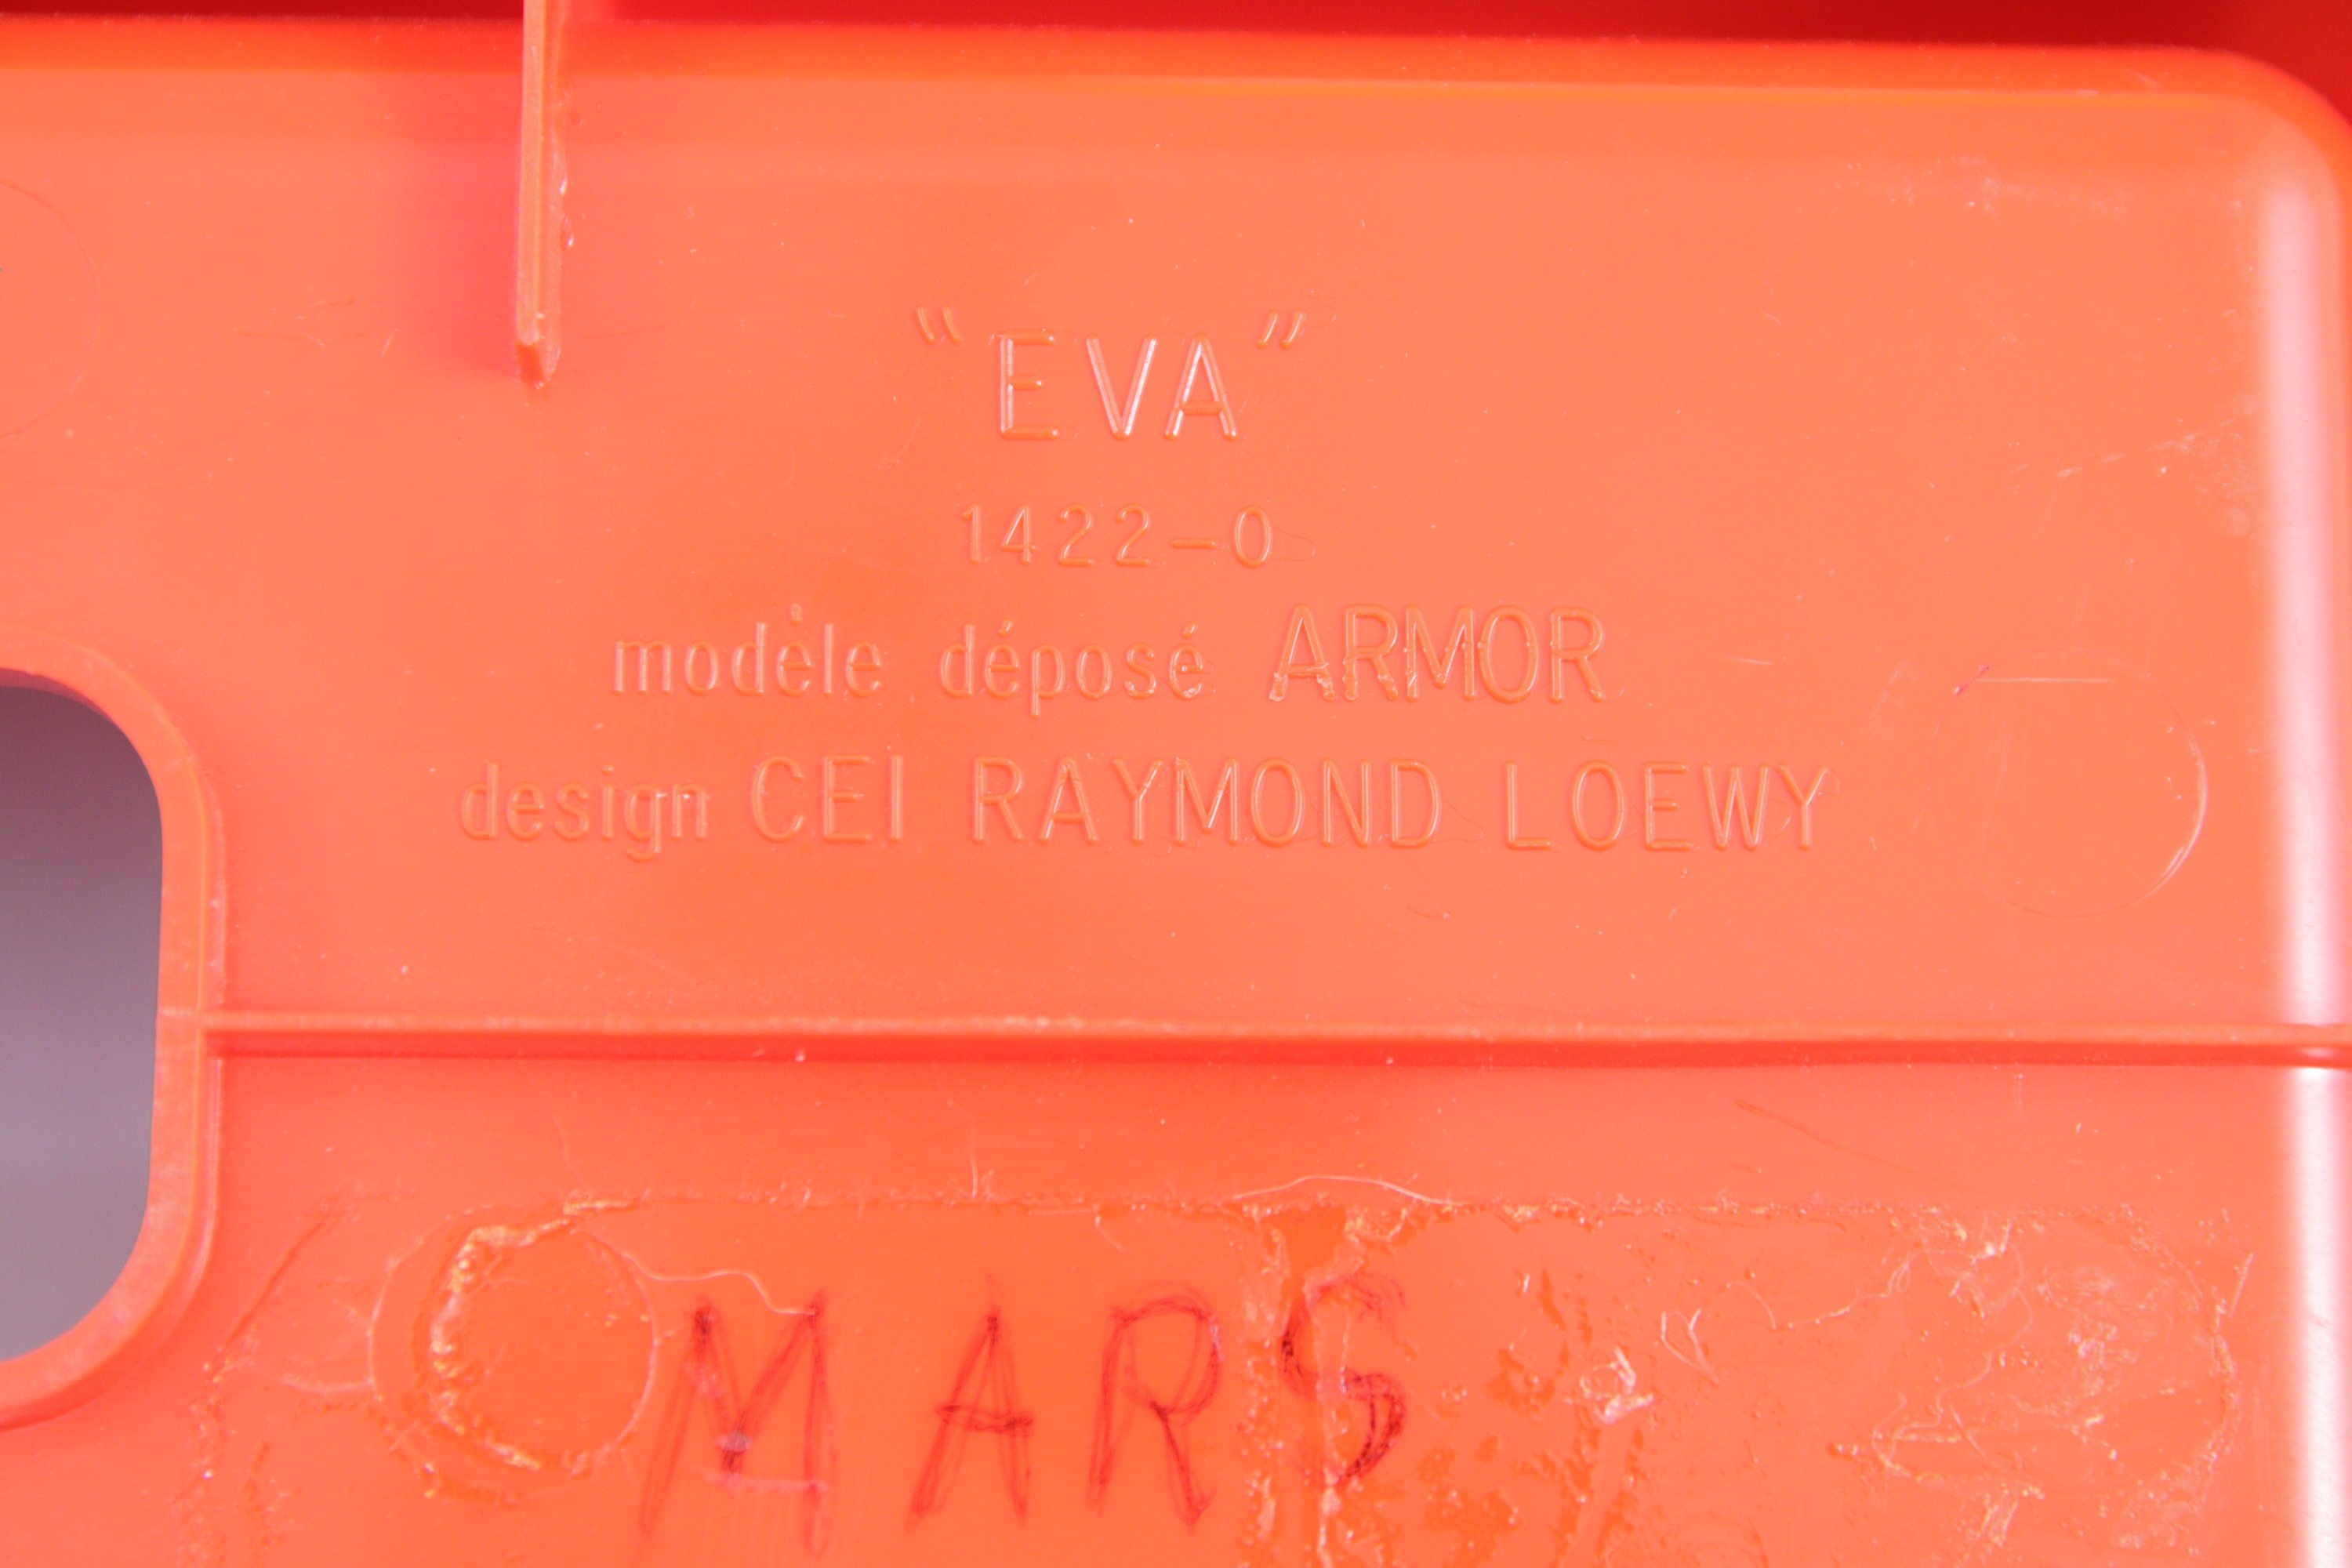 “EVA”
1422-0
modèle déposé ARMOR
design CEI RAYMOND LOEWY
MARS